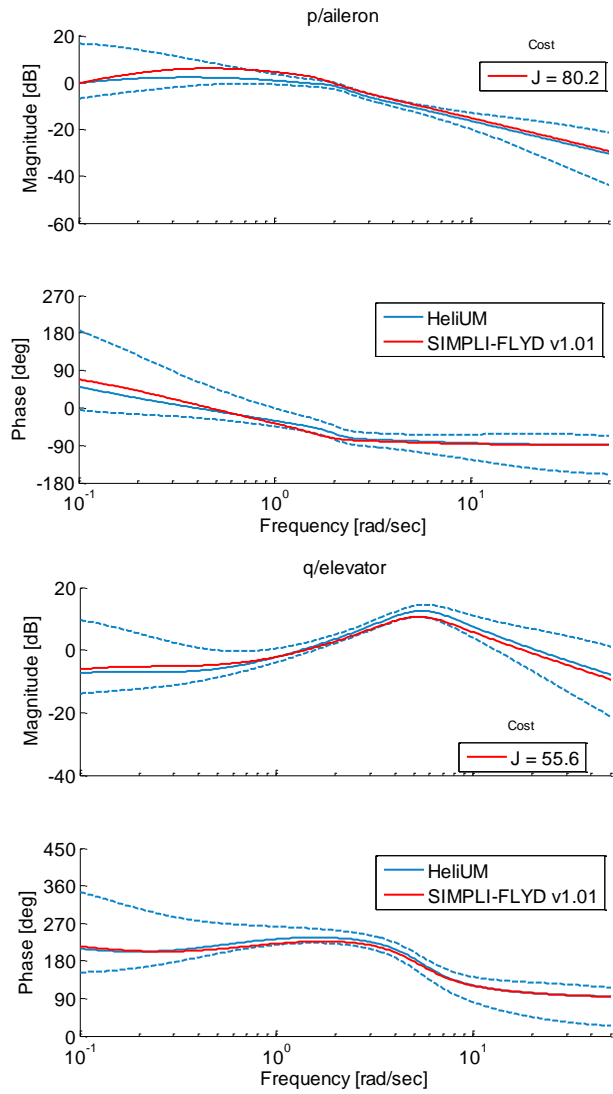 p/aileron
Cost
J = 80.2
Magnitude [dB]
20
0
-20
-40
-60
HeliUM
SIMPLI-FLYD v1.01
Phase [deg]
270
180
90
0
-90
-180
10^-1
10^0
10^1
Frequency [rad/sec]
q/elevator
Magnitude [dB]
20
0
-20
-40
Cost
J = 55.6
HeliUM
SIMPLI-FLYD v1.01
Phase [deg]
450
360
270
180
90
0
10^-1
10^0
10^1
Frequency [rad/sec]